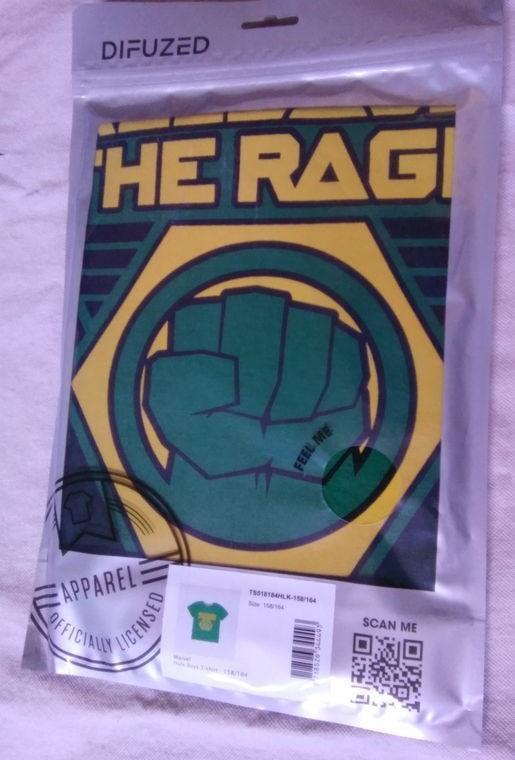 DIFUZED
THE RAGE
FEEL ME
APPAREL
OFFICIALLY LICENSED
TS518184HLK-158/164
Size 158/164
Marvel
Hulk Boys T-shirt 158/164
SCAN ME